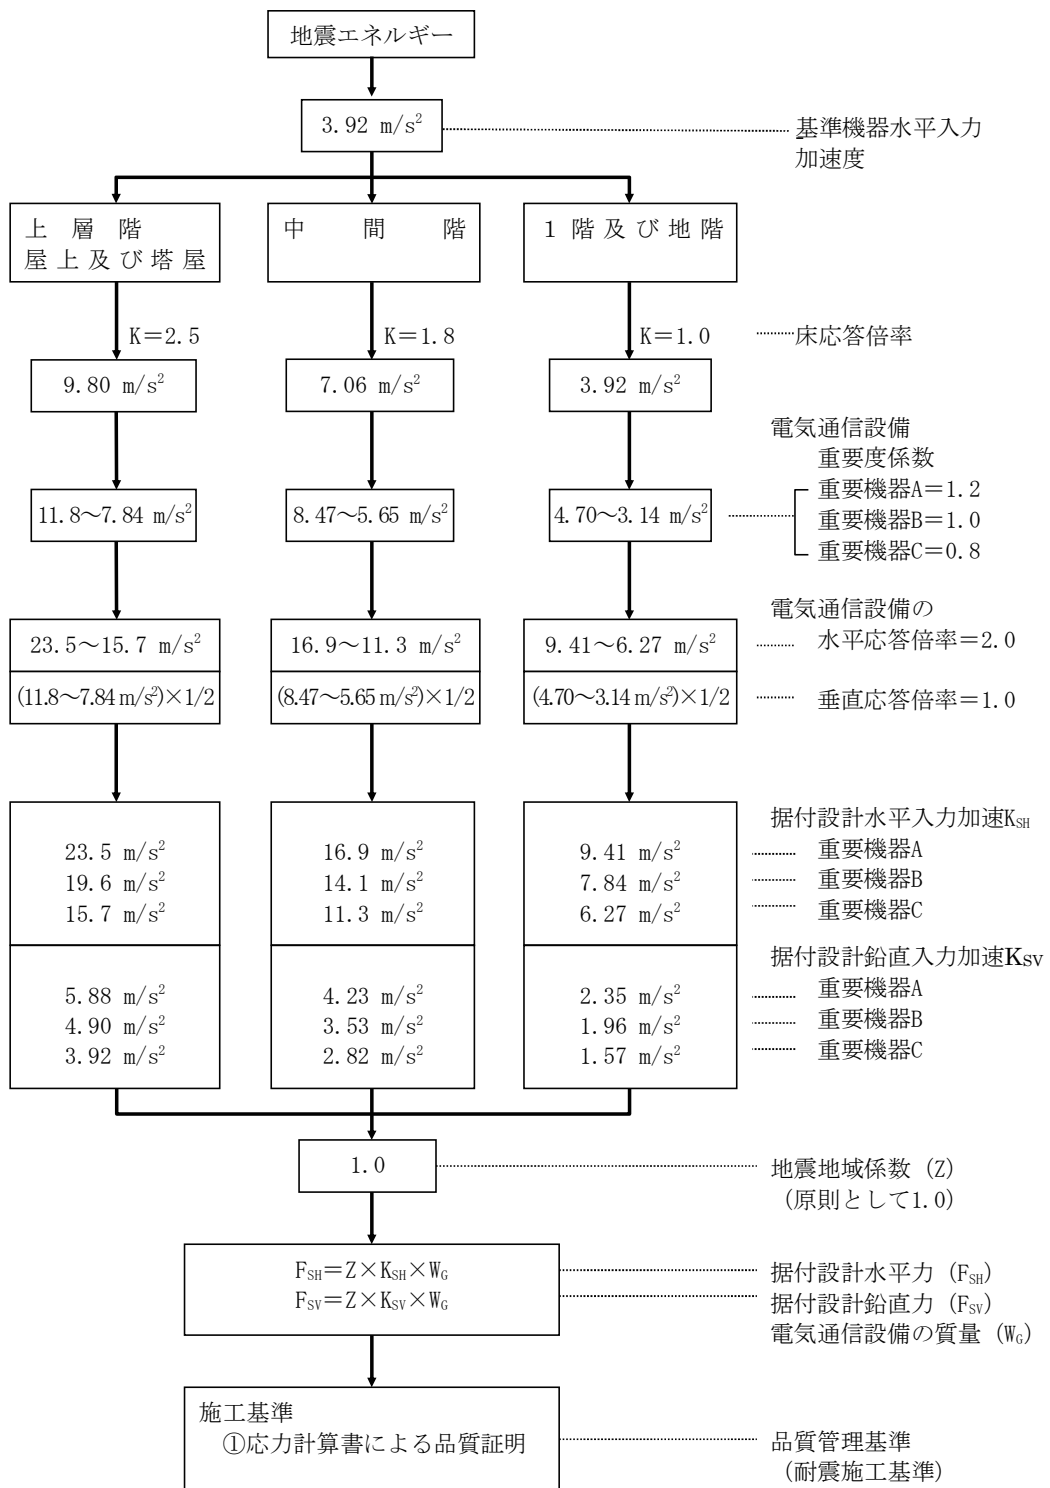 地震エネルギー
3.92 m/s²
基準機器水平入力
加速度
上層階
屋上及び塔屋
中間階
1階及び地階
K＝2.5
K＝1.8
K＝1.0
床応答倍率
9.80 m/s²
7.06 m/s²
3.92 m/s²
電気通信設備
重要度係数
重要機器A＝1.2
重要機器B＝1.0
重要機器C＝0.8
11.8～7.84 m/s²
8.47～5.65 m/s²
4.70～3.14 m/s²
電気通信設備の
水平応答倍率＝2.0
23.5～15.7 m/s²
16.9～11.3 m/s²
9.41～6.27 m/s²
(11.8～7.84 m/s²)×1/2
(8.47～5.65 m/s²)×1/2
(4.70～3.14 m/s²)×1/2
垂直応答倍率＝1.0
据付設計水平入力加速K_SH
23.5 m/s²
16.9 m/s²
9.41 m/s²
重要機器A
19.6 m/s²
14.1 m/s²
7.84 m/s²
重要機器B
15.7 m/s²
11.3 m/s²
6.27 m/s²
重要機器C
据付設計鉛直入力加速K_SV
5.88 m/s²
4.23 m/s²
2.35 m/s²
重要機器A
4.90 m/s²
3.53 m/s²
1.96 m/s²
重要機器B
3.92 m/s²
2.82 m/s²
1.57 m/s²
重要機器C
1.0
地震地域係数（Z）
（原則として1.0）
F_SH＝Z×K_SH×W_G
F_SV＝Z×K_SV×W_G
据付設計水平力（F_SH）
据付設計鉛直力（F_SV）
電気通信設備の質量（W_G）
施工基準
①応力計算書による品質証明
品質管理基準
（耐震施工基準）